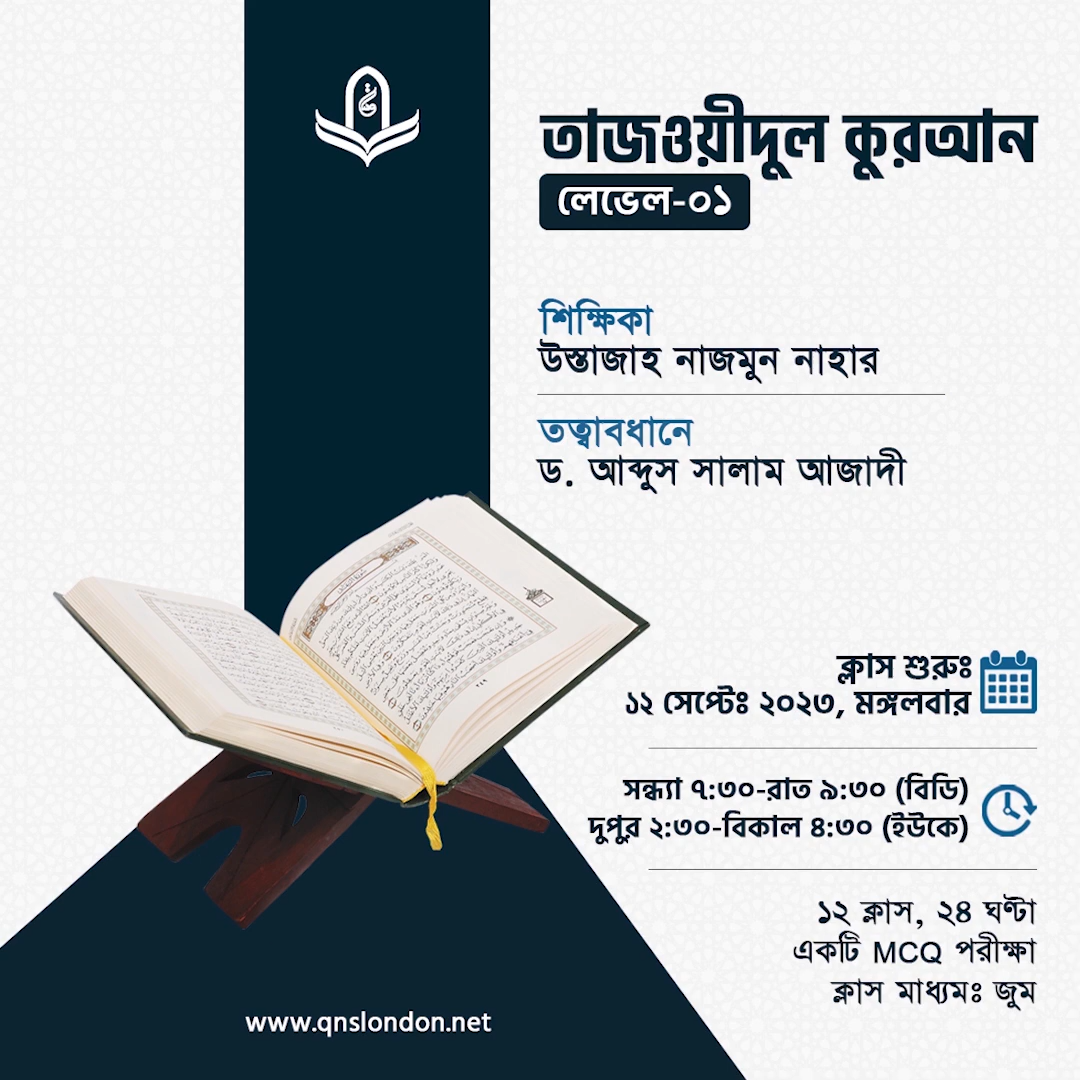 তাজওয়ীদুল কুরআন
লেভেল-০১
শিক্ষিকা
উস্তাজাহ নাজমুন নাহার
তত্ত্বাবধানে
ড. আব্দুস সালাম আজাদী
ক্লাস শুরুঃ
১২ সেপ্টেঃ ২০২৩, মঙ্গলবার
সন্ধ্যা ৭:৩০-রাত ৯:৩০ (বিডি)
দুপুর ২:৩০-বিকাল ৪:৩০ (ইউকে)
১২ ক্লাস, ২৪ ঘণ্টা
একটি MCQ পরীক্ষা
ক্লাস মাধ্যমঃ জুম
www.qnslondon.net